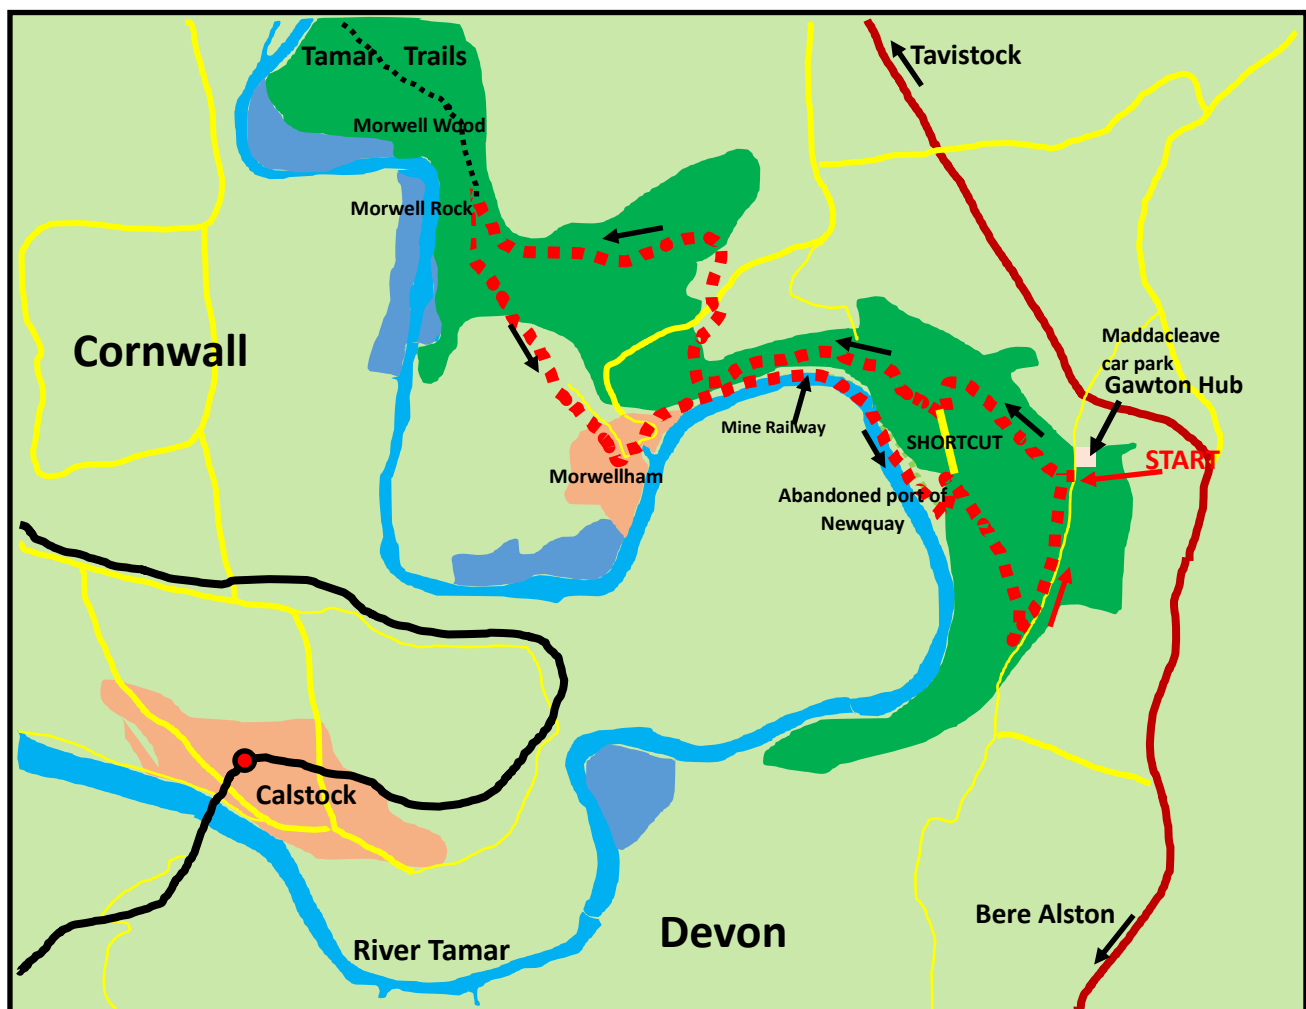 Tamar Trails
Tavistock
Morwell Wood
Morwell Rock
Cornwall
Maddacleave
car park
Gawton Hub
Mine Railway
SHORTCUT
START
Morwellham
Abandoned port of
Newquay
Calstock
Bere Alston
River Tamar
Devon